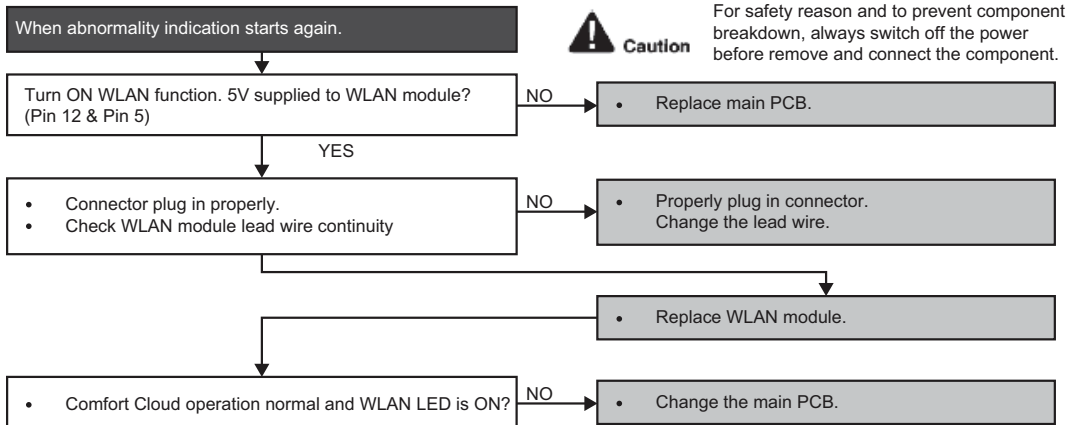 When abnormality indication starts again.
Caution
For safety reason and to prevent component
breakdown, always switch off the power
before remove and connect the component.
Turn ON WLAN function. 5V supplied to WLAN module?
(Pin 12 & Pin 5)
NO
• Replace main PCB.
YES
• Connector plug in properly.
• Check WLAN module lead wire continuity
NO
• Properly plug in connector.
Change the lead wire.
• Replace WLAN module.
• Comfort Cloud operation normal and WLAN LED is ON?
NO
• Change the main PCB.